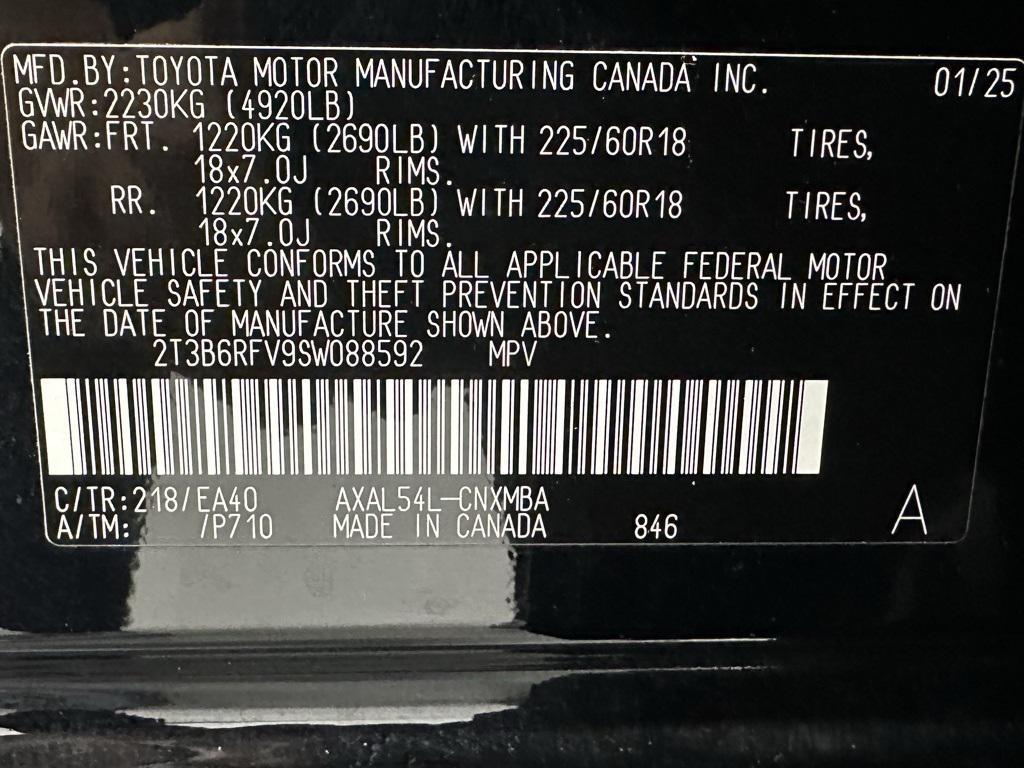 MFD.BY:TOYOTA MOTOR MANUFACTURING CANADA INC. 01/25
GVWR:2230KG (4920LB)
GAWR:FRT. 1220KG (2690LB) WITH 225/60R18 TIRES,
18x7.0J RIMS.
RR. 1220KG (2690LB) WITH 225/60R18 TIRES,
18x7.0J RIMS.
THIS VEHICLE CONFORMS TO ALL APPLICABLE FEDERAL MOTOR
VEHICLE SAFETY AND THEFT PREVENTION STANDARDS IN EFFECT ON
THE DATE OF MANUFACTURE SHOWN ABOVE.
2T3B6RFV9SW088592 MPV
C/TR:218/EA40 AXAL54L-CNXMBA
A/TM: /P710 MADE IN CANADA 846 A